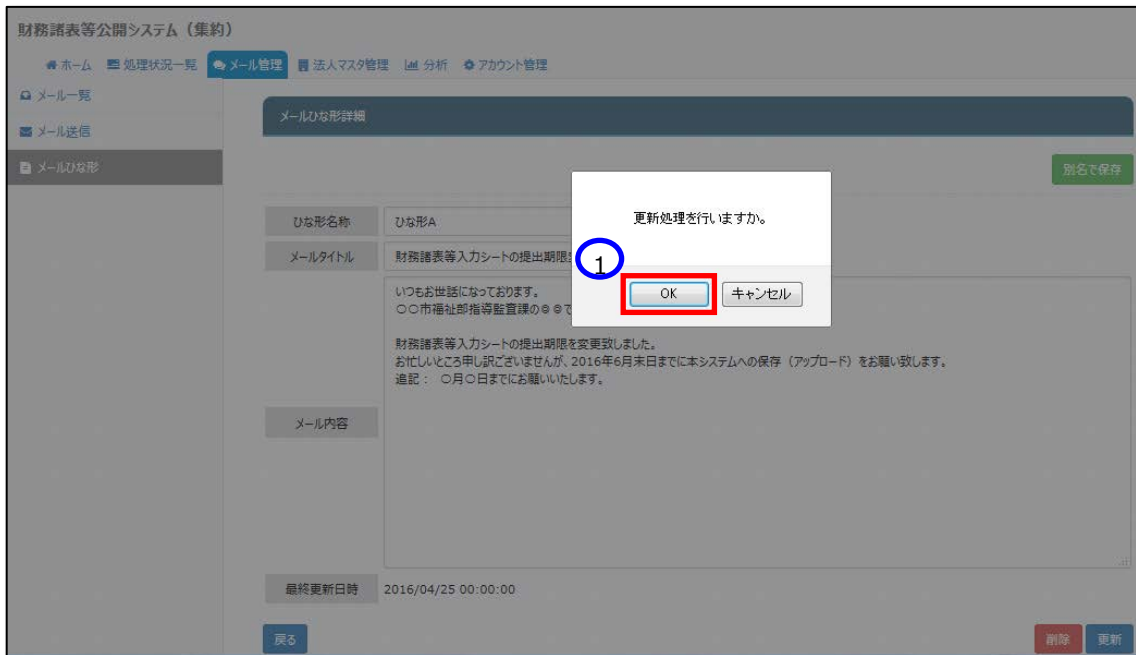 財務諸表等公開システム（集約）
ホーム 処理状況一覧 メール管理 法人マスタ管理 分析 アカウント管理
メール一覧
メール送信
メールひな形
メールひな形詳細
別名で保存
ひな形名称 ひな形A
メールタイトル 財務諸表等入力シートの提出期限
更新処理を行いますか。
1
OK キャンセル
メール内容
いつもお世話になっております。
〇〇市福祉部指導監査課の◎◎で
財務諸表等入力シートの提出期限を変更致しました。
お忙しいところ申し訳ございませんが、2016年6月末日までに本システムへの保存（アップロード）をお願い致します。
追記： 〇月〇日までにお願いいたします。
最終更新日時 2016/04/25 00:00:00
戻る 削除 更新